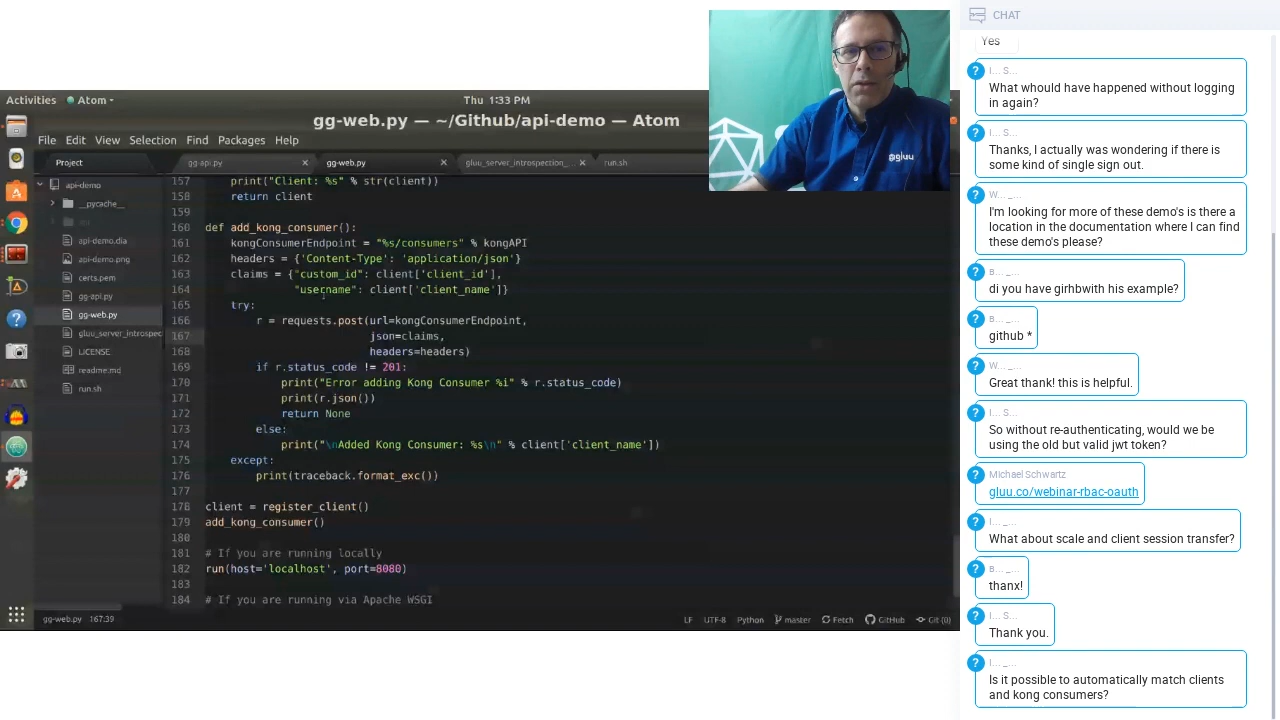 Activities
Atom
Thu 1:33 PM
gg-web.py — ~/Github/api-demo — Atom
File Edit View Selection Find Packages Help
Project
gg-api.py
gg-web.py
gluu_server_introspection_...
run.sh
api-demo
__pycache__
api-demo.dia
api-demo.png
certs.pem
gg-api.py
gg-web.py
gluu_server_introspec
LICENSE
readme.md
run.sh
157 print("Client: %s" % str(client))
158 return client
159
160 def add_kong_consumer():
161 kongConsumerEndpoint = "%s/consumers" % kongAPI
162 headers = {'Content-Type': 'application/json'}
163 claims = {"custom_id": client['client_id'],
164 "username": client['client_name']}
165 try:
166 r = requests.post(url=kongConsumerEndpoint,
167 json=claims,
168 headers=headers)
169 if r.status_code != 201:
170 print("Error adding Kong Consumer %i" % r.status_code)
171 print(r.json())
172 return None
173 else:
174 print("\nAdded Kong Consumer: %s\n" % client['client_name'])
175 except:
176 print(traceback.format_exc())
177
178 client = register_client()
179 add_kong_consumer()
180
181 # If you are running locally
182 run(host='localhost', port=8080)
183
184 # If you are running via Apache WSGI
gg-web.py 167:39
LF UTF-8 Python master Fetch GitHub Git (0)
@gluu
CHAT
Yes
I... S...
What whould have happened without logging
in again?
I... S...
Thanks, I actually was wondering if there is
some kind of single sign out.
W... _...
I'm looking for more of these demo's is there a
location in the documentation where I can find
these demo's please?
B... _...
di you have girhbwith his example?
B... _...
github *
W... _...
Great thank! this is helpful.
I... S...
So without re-authenticating, would we be
using the old but valid jwt token?
Michael Schwartz
gluu.co/webinar-rbac-oauth
I... _...
What about scale and client session transfer?
B... _...
thanx!
I... S...
Thank you.
I... _...
Is it possible to automatically match clients
and kong consumers?